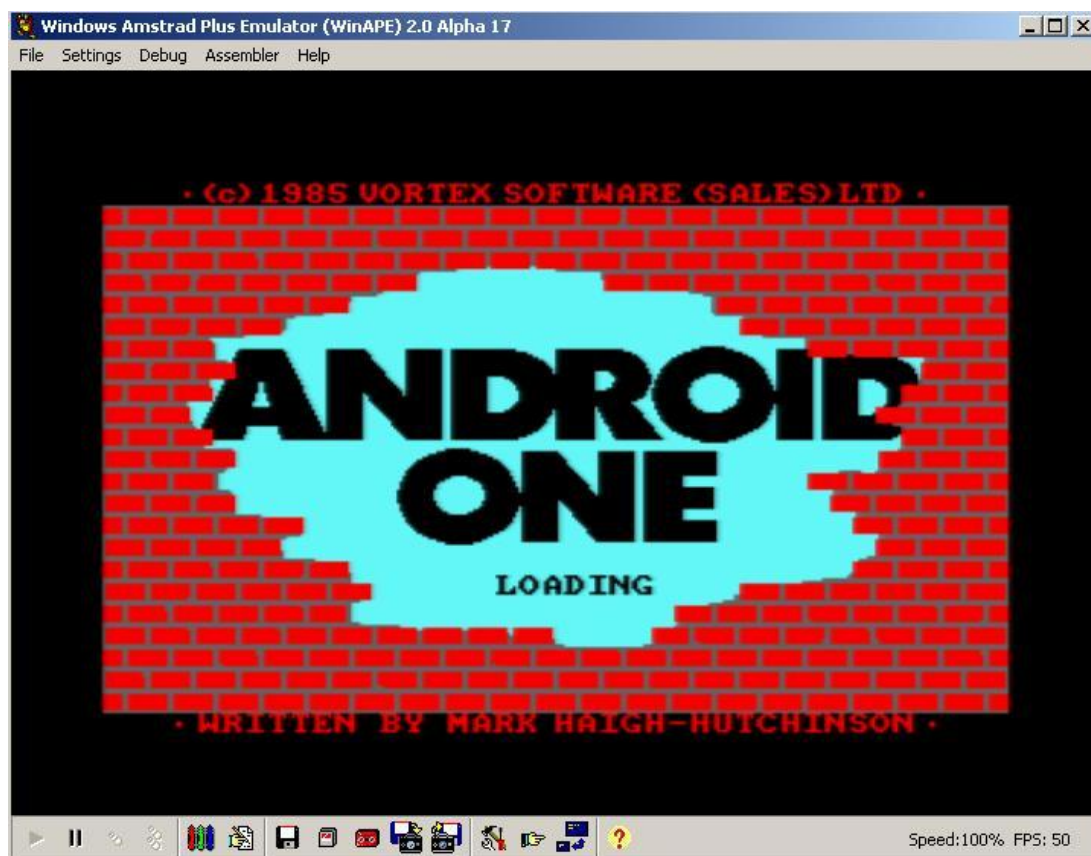 Windows Amstrad Plus Emulator (WinAPE) 2.0 Alpha 17
File Settings Debug Assembler Help
· (c) 1985 VORTEX SOFTWARE (SALES) LTD ·
ANDROID
ONE
LOADING
· WRITTEN BY MARK HAIGH-HUTCHINSON ·
Speed:100% FPS: 50